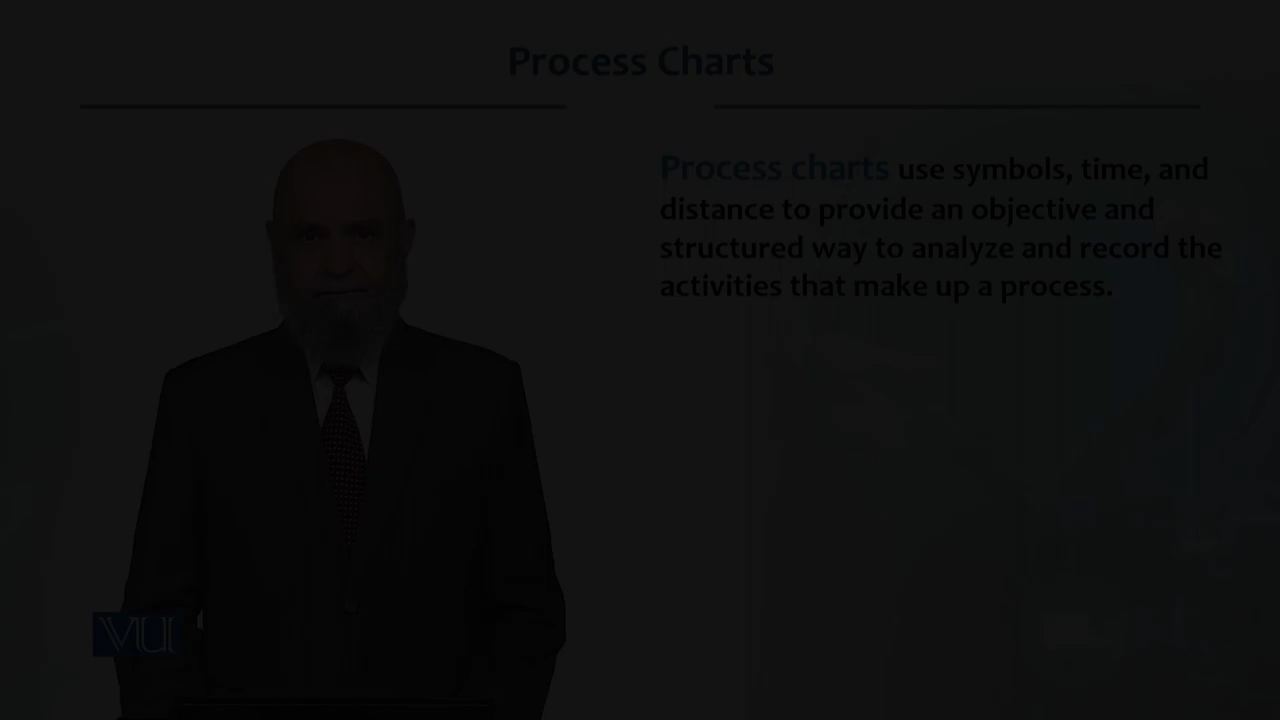 Process Charts
Process charts use symbols, time, and
distance to provide an objective and
structured way to analyze and record the
activities that make up a process.
VU